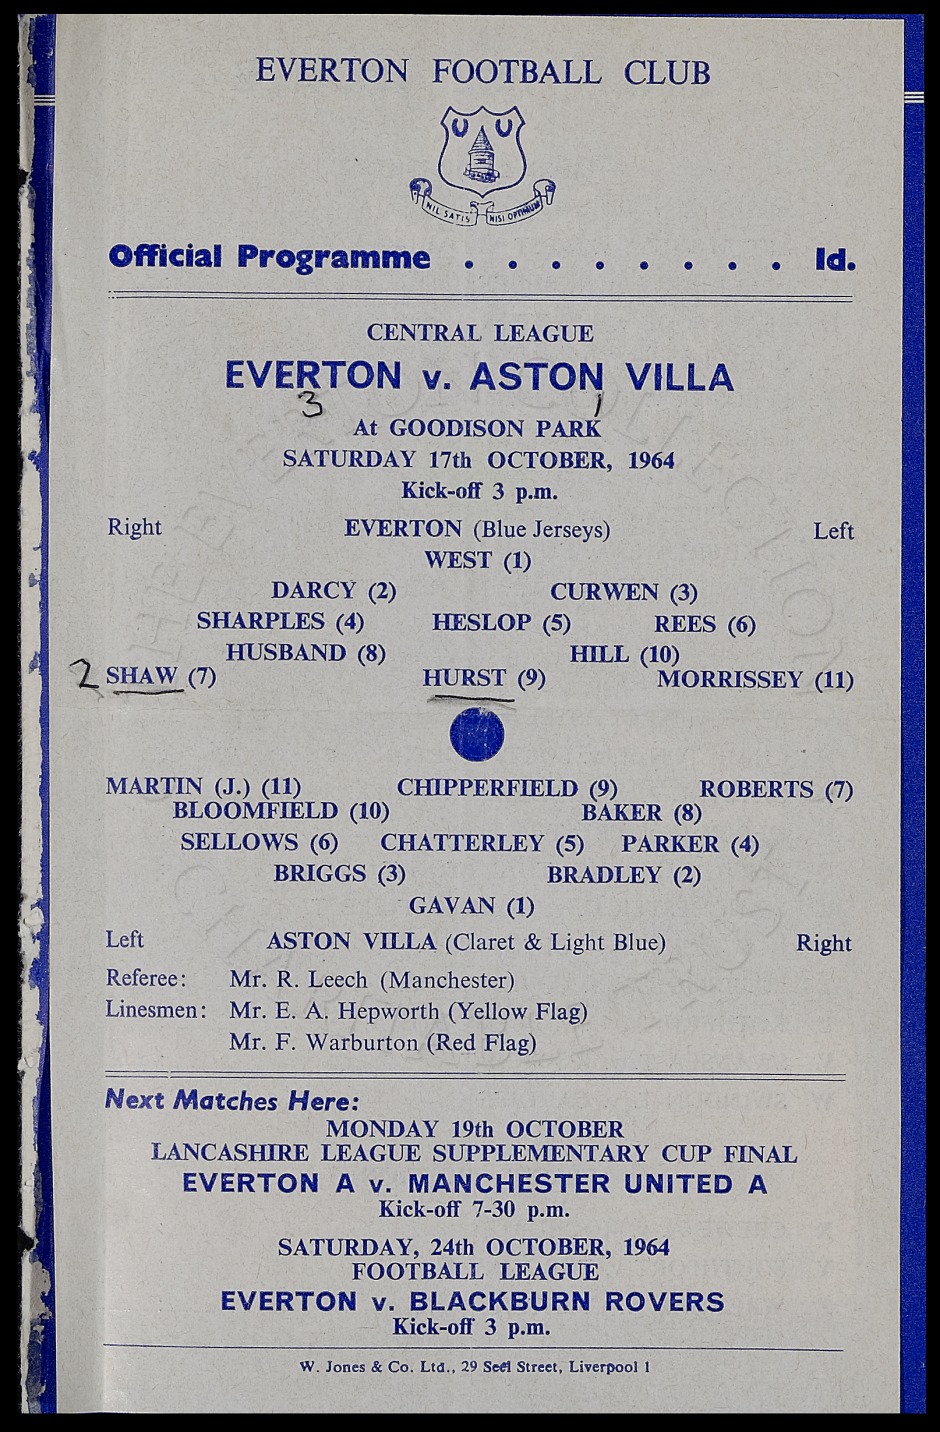 EVERTON FOOTBALL CLUB
NIL SATIS NISI OPTIMUM
Official Programme . . . . . . . . 1d.
CENTRAL LEAGUE
EVERTON v. ASTON VILLA
3 1
At GOODISON PARK
SATURDAY 17th OCTOBER, 1964
Kick-off 3 p.m.
Right EVERTON (Blue Jerseys) Left
WEST (1)
DARCY (2) CURWEN (3)
SHARPLES (4) HESLOP (5) REES (6)
HUSBAND (8) HILL (10)
2 SHAW (7) HURST (9) MORRISSEY (11)
MARTIN (J.) (11) CHIPPERFIELD (9) ROBERTS (7)
BLOOMFIELD (10) BAKER (8)
SELLOWS (6) CHATTERLEY (5) PARKER (4)
BRIGGS (3) BRADLEY (2)
GAVAN (1)
Left ASTON VILLA (Claret & Light Blue) Right
Referee: Mr. R. Leech (Manchester)
Linesmen: Mr. E. A. Hepworth (Yellow Flag)
Mr. F. Warburton (Red Flag)
Next Matches Here:
MONDAY 19th OCTOBER
LANCASHIRE LEAGUE SUPPLEMENTARY CUP FINAL
EVERTON A v. MANCHESTER UNITED A
Kick-off 7-30 p.m.
SATURDAY, 24th OCTOBER, 1964
FOOTBALL LEAGUE
EVERTON v. BLACKBURN ROVERS
Kick-off 3 p.m.
W. Jones & Co. Ltd., 29 Seel Street, Liverpool 1